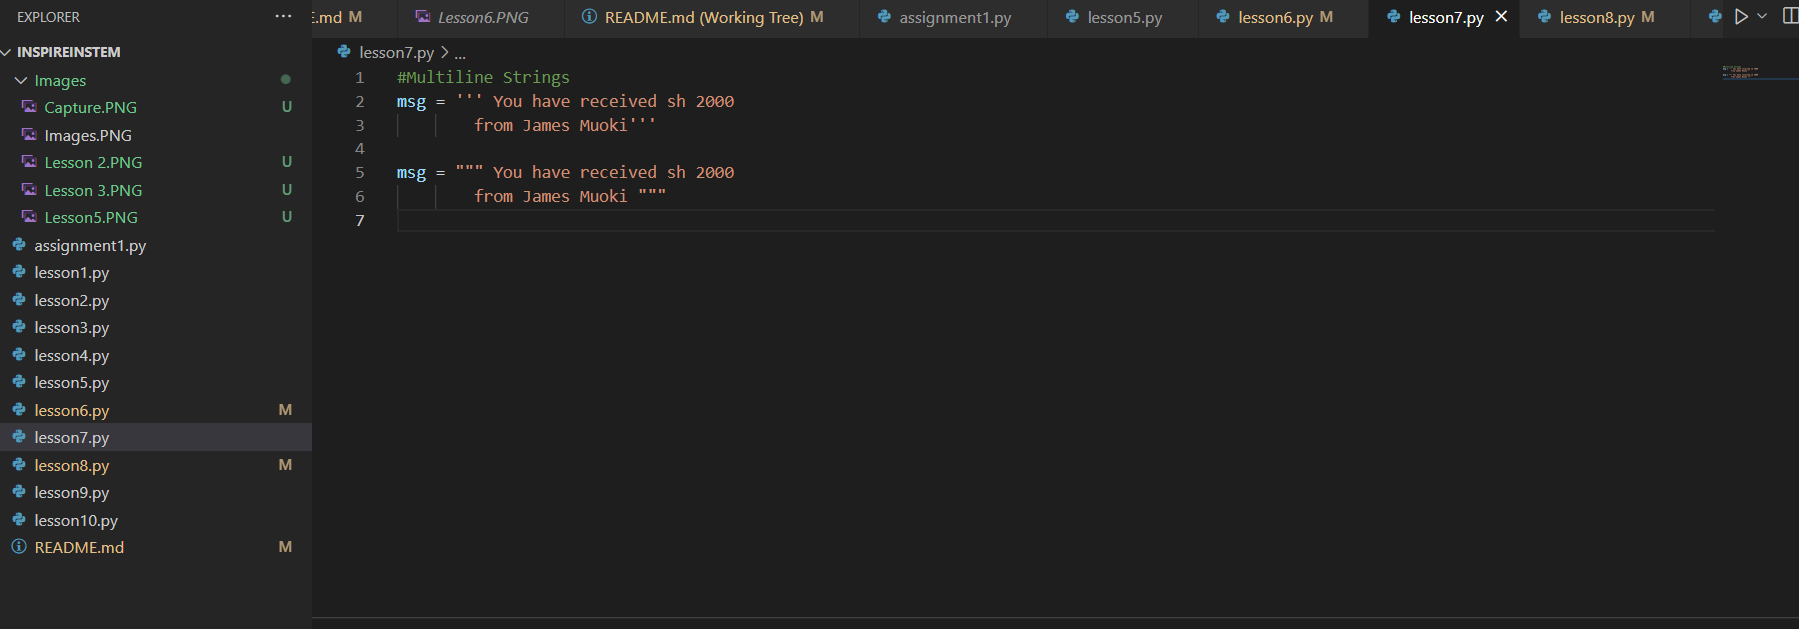 EXPLORER ...
INSPIREINSTEM
Images
Capture.PNG U
Images.PNG
Lesson 2.PNG U
Lesson 3.PNG U
Lesson5.PNG U
assignment1.py
lesson1.py
lesson2.py
lesson3.py
lesson4.py
lesson5.py
lesson6.py M
lesson7.py
lesson8.py M
lesson9.py
lesson10.py
README.md M
E.md M Lesson6.PNG README.md (Working Tree) M assignment1.py lesson5.py lesson6.py M lesson7.py lesson8.py M
lesson7.py > ...
1 #Multiline Strings
2 msg = ''' You have received sh 2000
3 from James Muoki'''
4
5 msg = """ You have received sh 2000
6 from James Muoki """
7